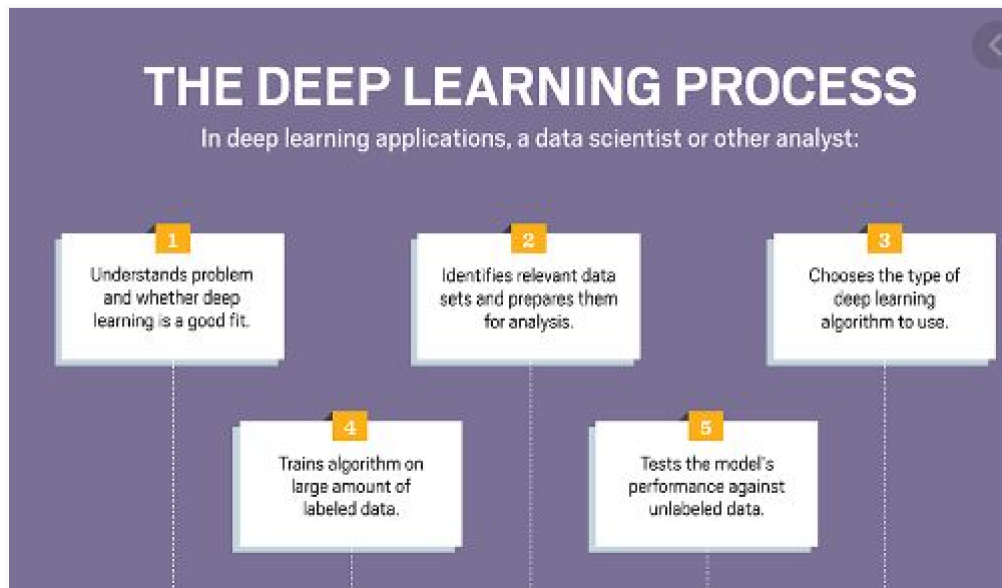 THE DEEP LEARNING PROCESS
In deep learning applications, a data scientist or other analyst:
1
Understands problem
and whether deep
learning is a good fit.
2
Identifies relevant data
sets and prepares them
for analysis.
3
Chooses the type of
deep learning
algorithm to use.
4
Trains algorithm on
large amount of
labeled data.
5
Tests the model's
performance against
unlabeled data.